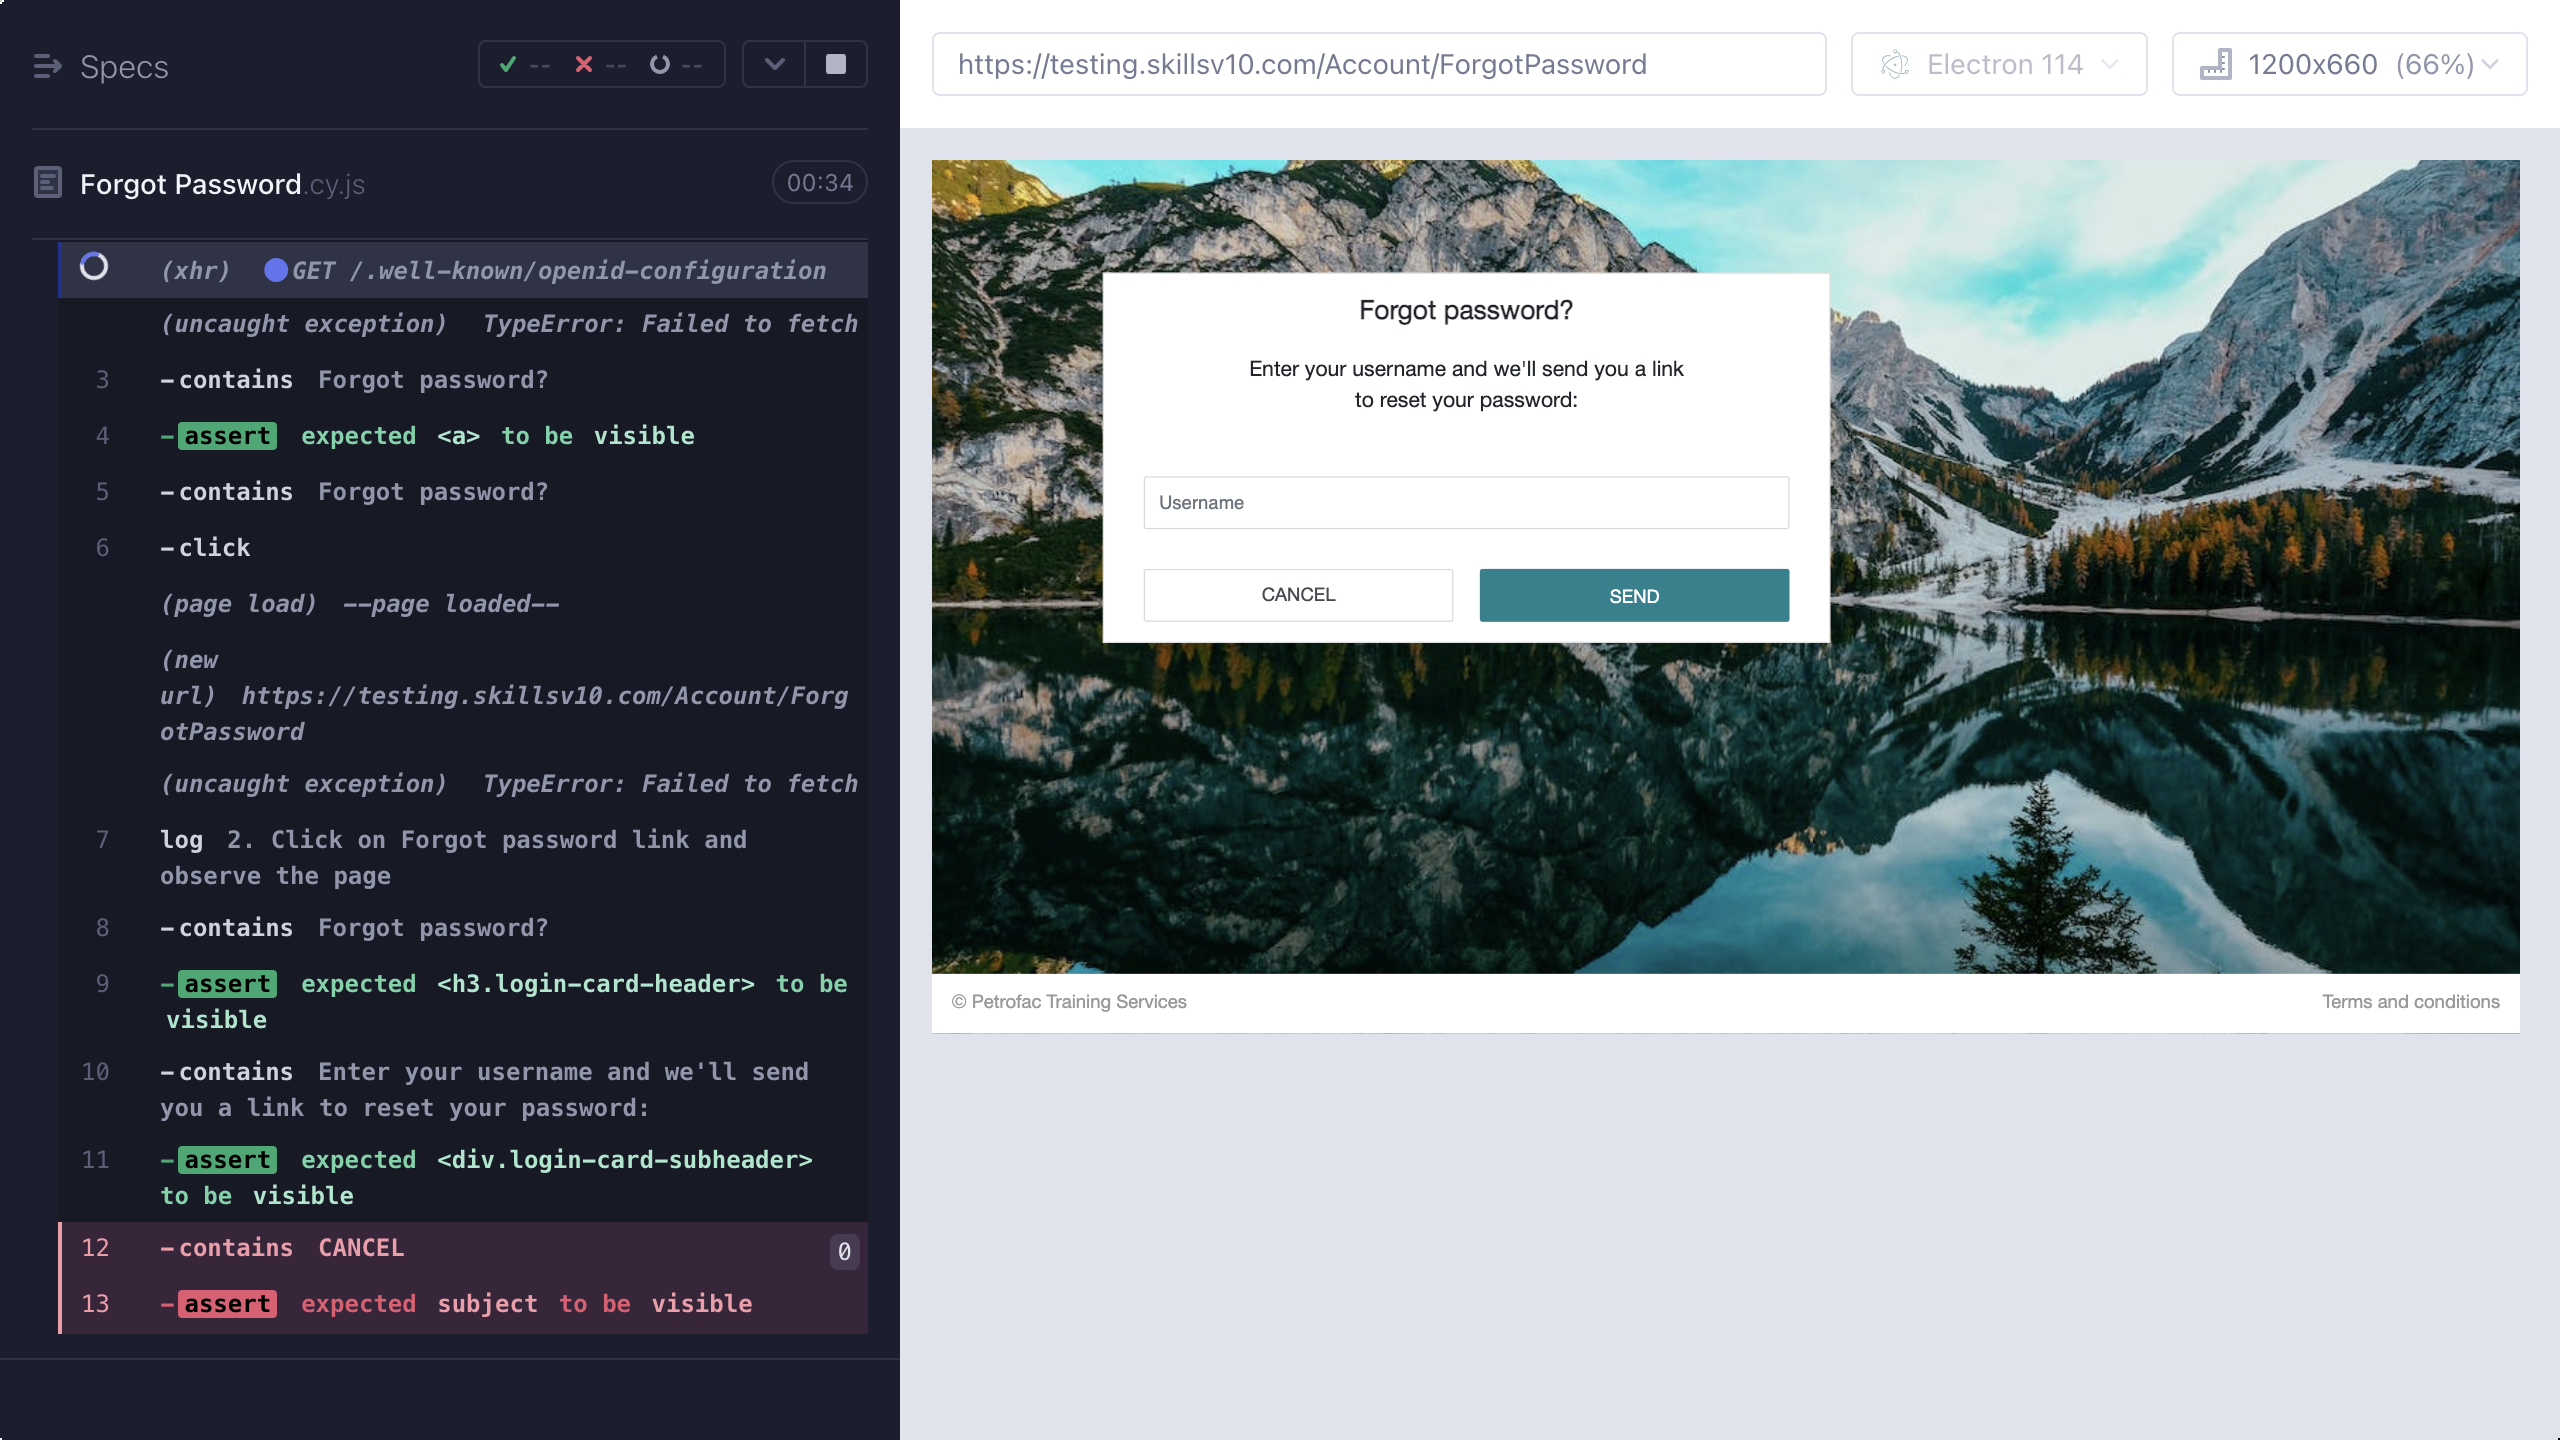 Specs
-- -- --
Forgot Password.cy.js
00:34
(xhr) GET /.well-known/openid-configuration
(uncaught exception) TypeError: Failed to fetch
3 -contains Forgot password?
4 -assert expected <a> to be visible
5 -contains Forgot password?
6 -click
(page load) --page loaded--
(new
url) https://testing.skillsv10.com/Account/Forg
otPassword
(uncaught exception) TypeError: Failed to fetch
7 log 2. Click on Forgot password link and
observe the page
8 -contains Forgot password?
9 -assert expected <h3.login-card-header> to be
visible
10 -contains Enter your username and we'll send
you a link to reset your password:
11 -assert expected <div.login-card-subheader>
to be visible
12 -contains CANCEL 0
13 -assert expected subject to be visible
https://testing.skillsv10.com/Account/ForgotPassword
Electron 114
1200x660 (66%)
Forgot password?
Enter your username and we'll send you a link
to reset your password:
Username
CANCEL
SEND
© Petrofac Training Services
Terms and conditions